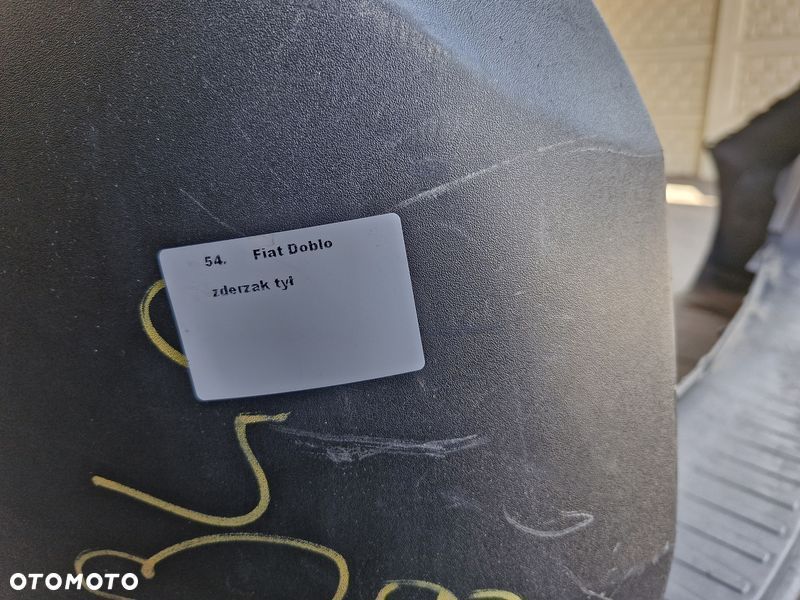 54. Fiat Doblo
zderzak tył
OTOMOTO